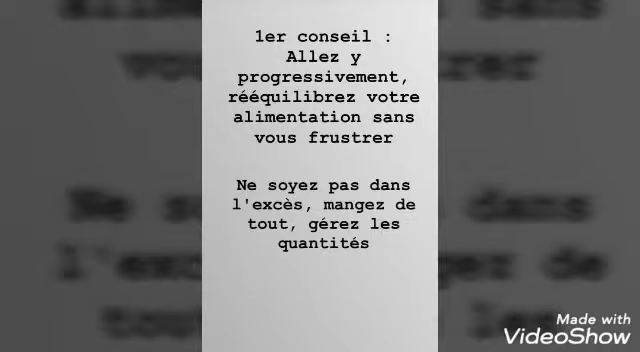 1er conseil :
Allez y
progressivement,
rééquilibrez votre
alimentation sans
vous frustrer
Ne soyez pas dans
l'excès, mangez de
tout, gérez les
quantités
Made with
VideoShow